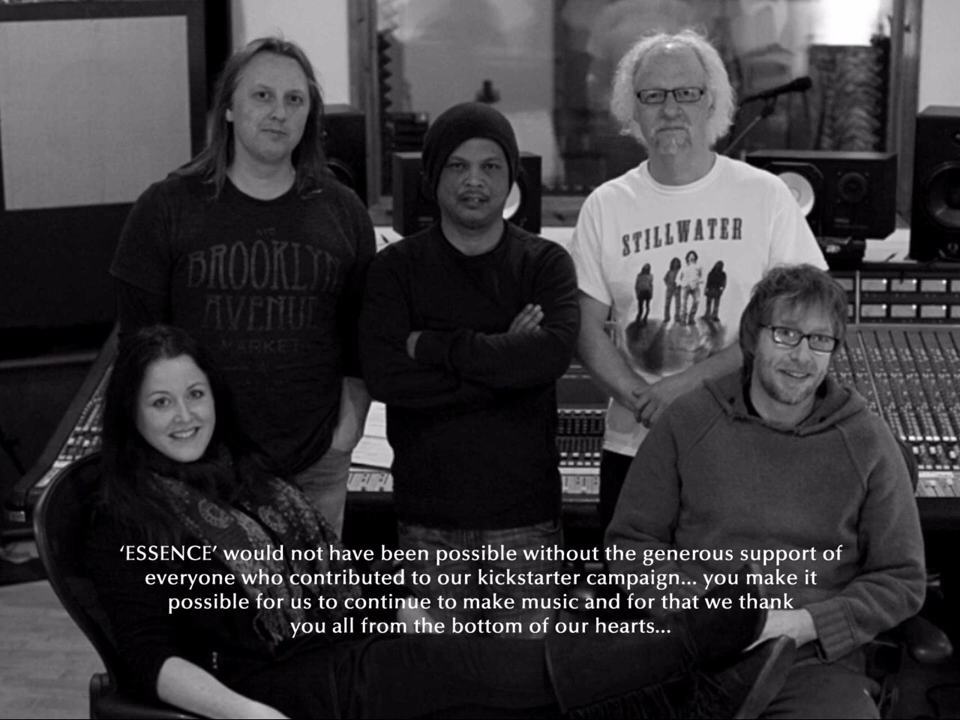 NYC
BROOKLYN
AVENUE
MARKET
STILLWATER
‘ESSENCE’ would not have been possible without the generous support of
everyone who contributed to our kickstarter campaign... you make it
possible for us to continue to make music and for that we thank
you all from the bottom of our hearts...